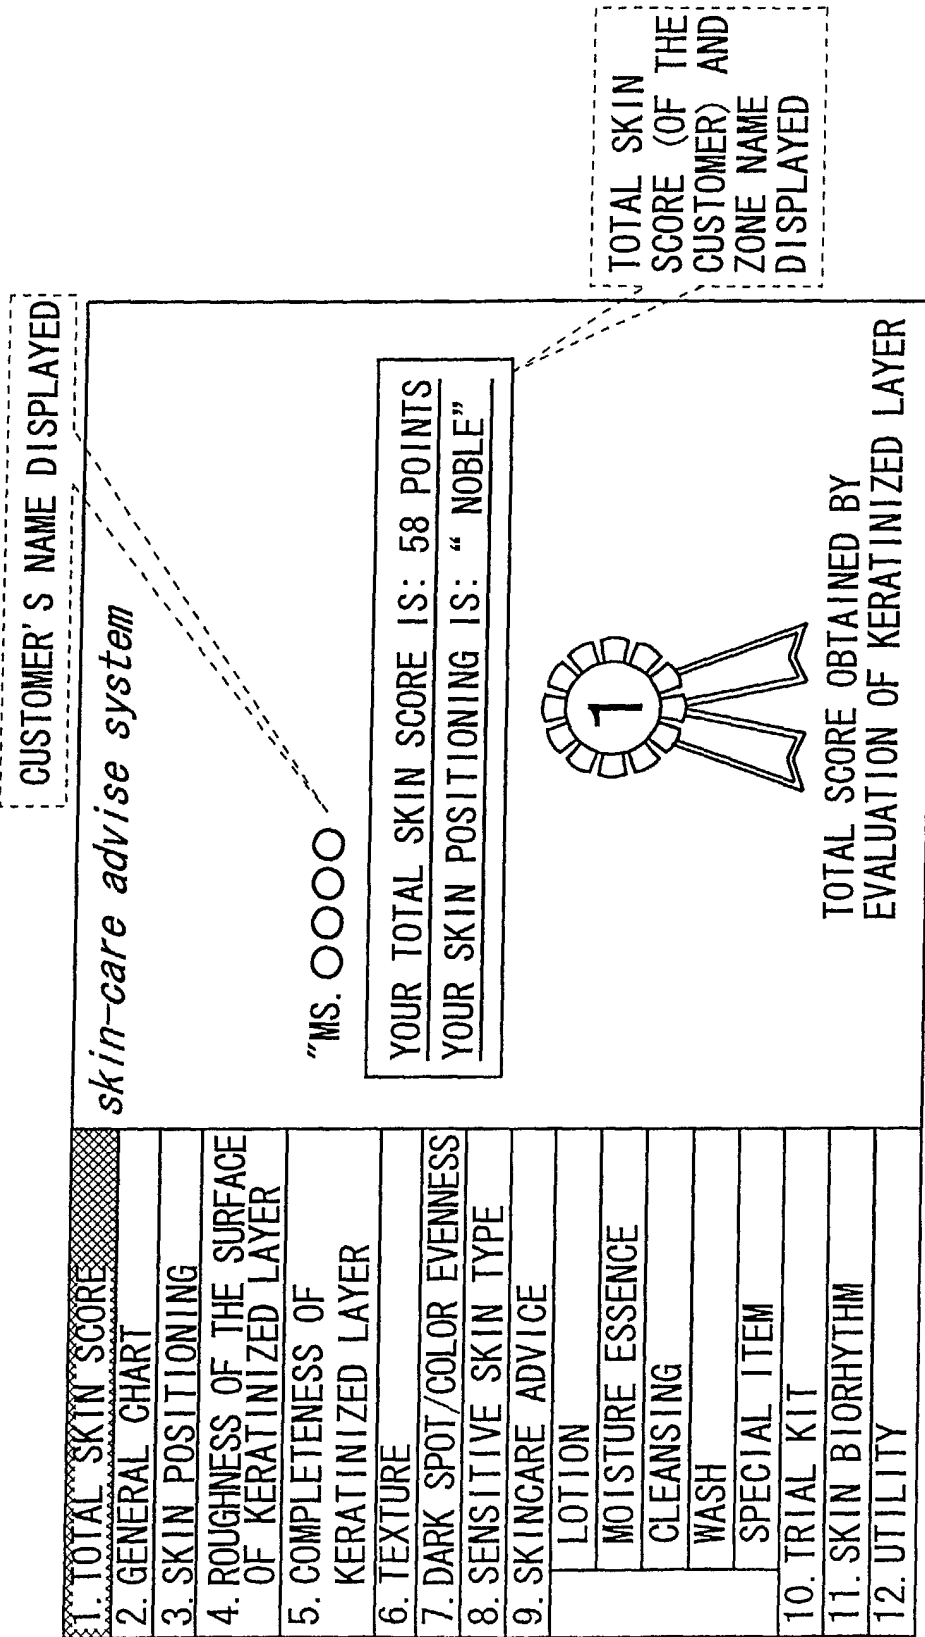 CUSTOMER'S NAME DISPLAYED
skin-care advise system
1. TOTAL SKIN SCORE
2. GENERAL CHART
3. SKIN POSITIONING
4. ROUGHNESS OF THE SURFACE
OF KERATINIZED LAYER
5. COMPLETENESS OF
KERATINIZED LAYER
6. TEXTURE
7. DARK SPOT/COLOR EVENNESS
8. SENSITIVE SKIN TYPE
9. SKINCARE ADVICE
LOTION
MOISTURE ESSENCE
CLEANSING
WASH
SPECIAL ITEM
10. TRIAL KIT
11. SKIN BIORHYTHM
12. UTILITY
"MS. ○○○○
YOUR TOTAL SKIN SCORE IS: 58 POINTS
YOUR SKIN POSITIONING IS: “ NOBLE”
1
TOTAL SCORE OBTAINED BY
EVALUATION OF KERATINIZED LAYER
TOTAL SKIN
SCORE (OF THE
CUSTOMER) AND
ZONE NAME
DISPLAYED